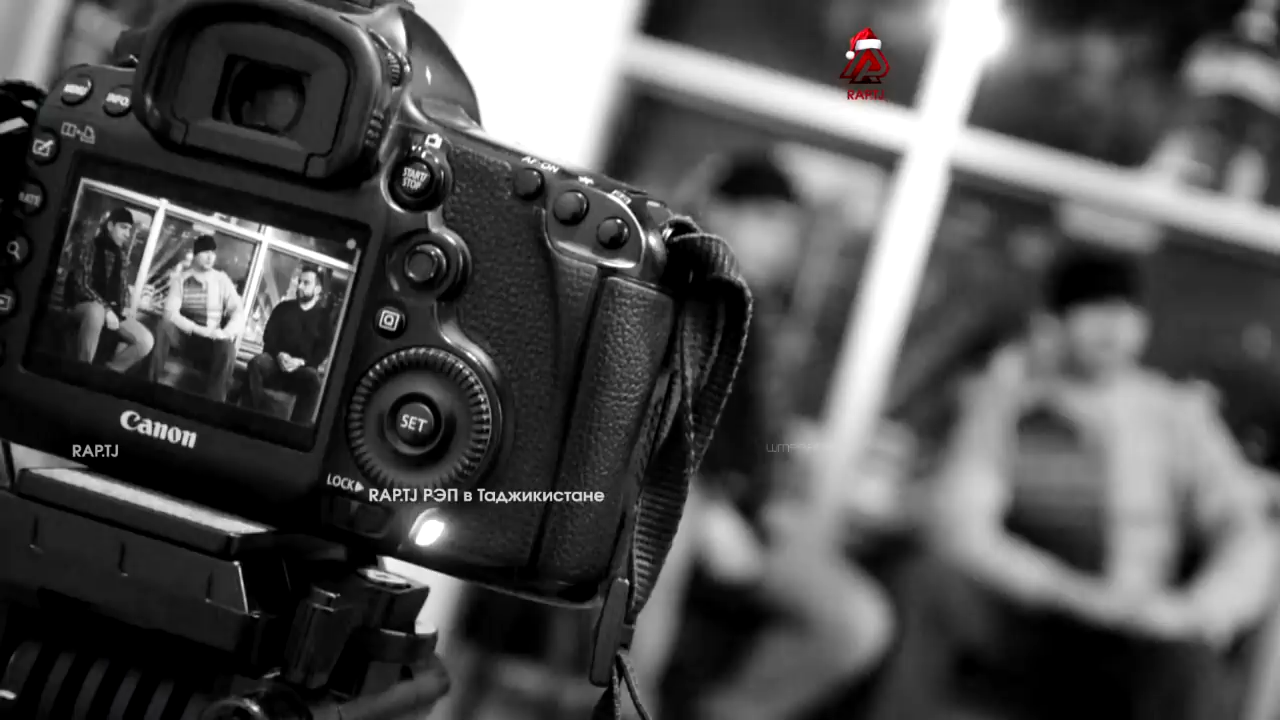 RAP.TJ
MENU
INFO
RATE
START/
STOP
AF-ON
Q
SET
Canon
RAP.TJ
LOCK▶
RAP.TJ РЭП в Таджикистане